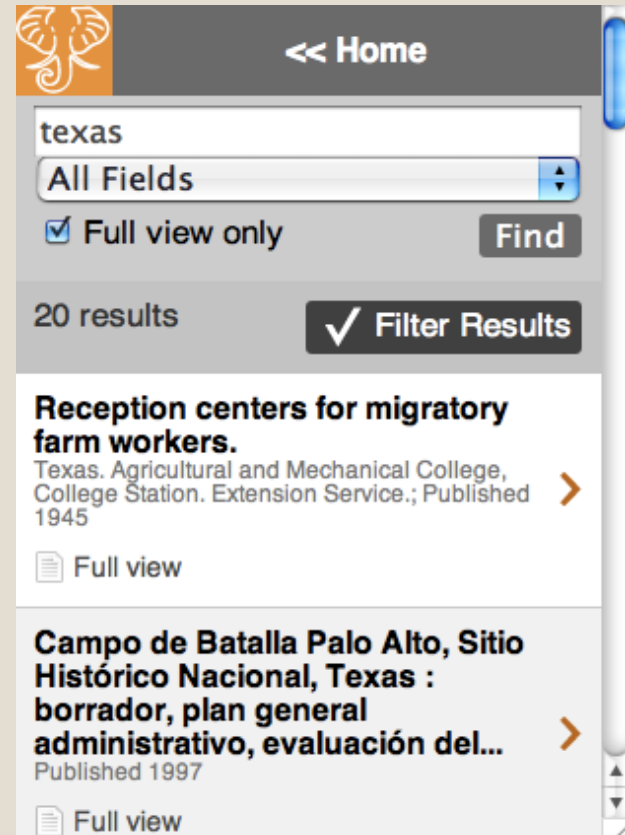 << Home
texas
All Fields
Full view only
Find
20 results
Filter Results
Reception centers for migratory
farm workers.
Texas. Agricultural and Mechanical College,
College Station. Extension Service.; Published
1945
Full view
Campo de Batalla Palo Alto, Sitio
Histórico Nacional, Texas :
borrador, plan general
administrativo, evaluación del...
Published 1997
Full view